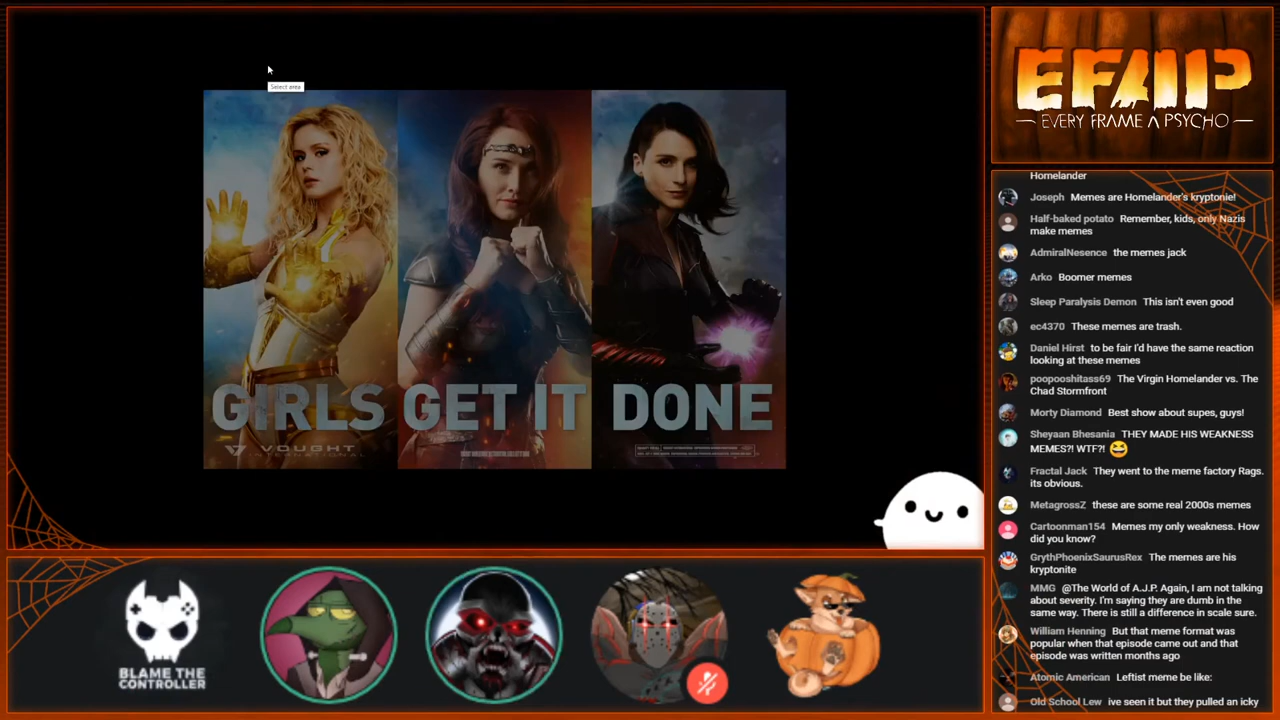 Select area
GIRLS GET IT DONE
VOUGHT
INTERNATIONAL
EFAP
EVERY FRAME A PSYCHO
Homelander
Joseph Memes are Homelander's kryptonie!
Half-baked potato Remember, kids, only Nazis
make memes
AdmiralNesence the memes jack
Arko Boomer memes
Sleep Paralysis Demon This isn't even good
ec4370 These memes are trash.
Daniel Hirst to be fair I'd have the same reaction
looking at these memes
poopooshitass69 The Virgin Homelander vs. The
Chad Stormfront
Morty Diamond Best show about supes, guys!
Sheyaan Bhesania THEY MADE HIS WEAKNESS
MEMES?! WTF?!
Fractal Jack They went to the meme factory Rags.
its obvious.
MetagrossZ these are some real 2000s memes
Cartoonman154 Memes my only weakness. How
did you know?
GrythPhoenixSaurusRex The memes are his
kryptonite
MMG @The World of A.J.P. Again, I am not talking
about severity. I'm saying they are dumb in the
same way. There is still a difference in scale sure.
William Henning But that meme format was
popular when that episode came out and that
episode was written months ago
Atomic American Leftist meme be like:
Old School Lew ive seen it but they pulled an icky
BLAME THE
CONTROLLER